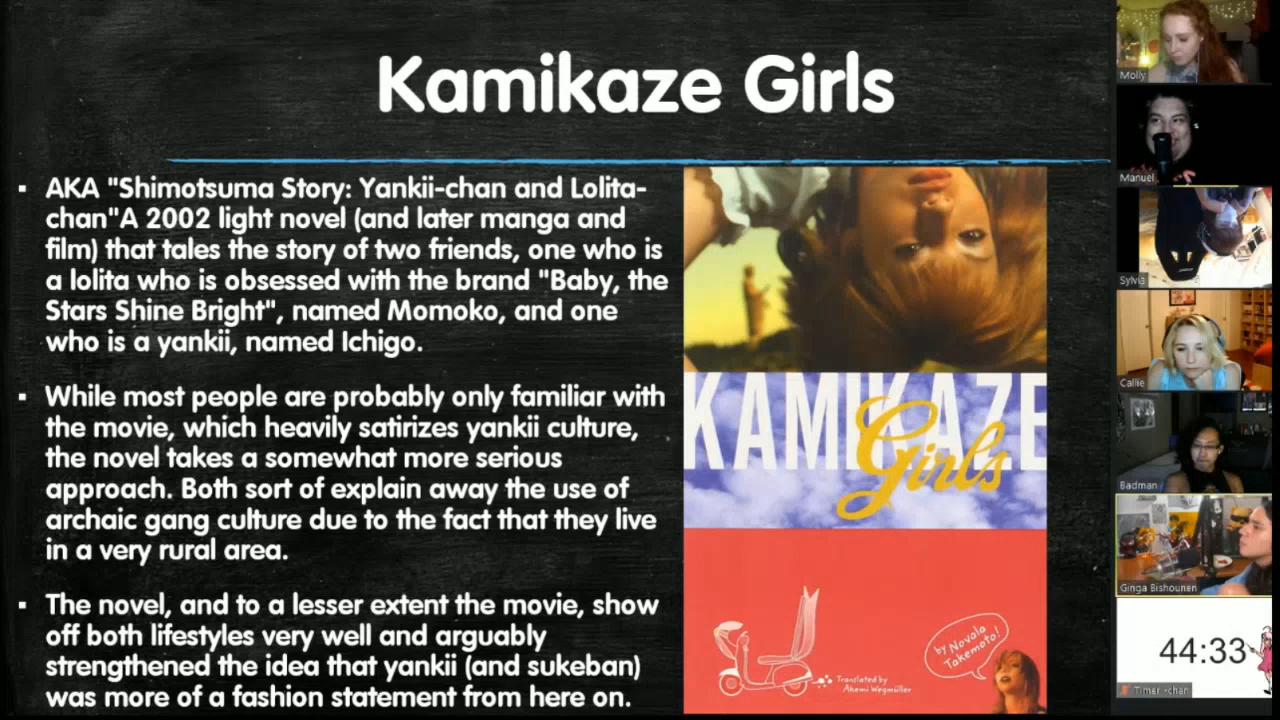 Kamikaze Girls
▪ AKA "Shimotsuma Story: Yankii-chan and Lolita-
chan"A 2002 light novel (and later manga and
film) that tales the story of two friends, one who is
a lolita who is obsessed with the brand "Baby, the
Stars Shine Bright", named Momoko, and one
who is a yankii, named Ichigo.
▪ While most people are probably only familiar with
the movie, which heavily satirizes yankii culture,
the novel takes a somewhat more serious
approach. Both sort of explain away the use of
archaic gang culture due to the fact that they live
in a very rural area.
▪ The novel, and to a lesser extent the movie, show
off both lifestyles very well and arguably
strengthened the idea that yankii (and sukeban)
was more of a fashion statement from here on.
KAMIKAZE
Girls
by Novala
Takemoto!
Translated by
Akemi Wegmüller
Molly
Manuel
Sylvia
Callie
Badman
Ginga Bishounen
44:33
Timer -chan